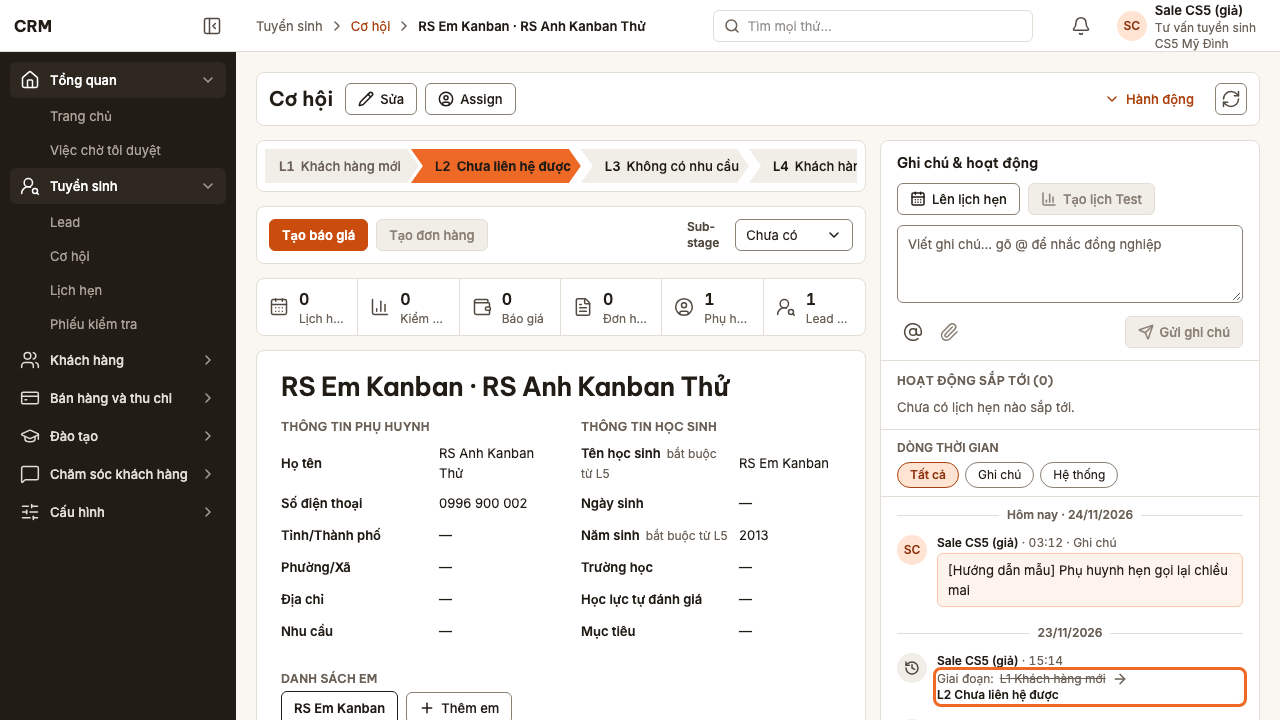 CRM
Tuyển sinh
Cơ hội
RS Em Kanban · RS Anh Kanban Thử
Tìm mọi thứ...
SC
Sale CS5 (giả)
Tư vấn tuyển sinh
CS5 Mỹ Đình
Tổng quan
Trang chủ
Việc chờ tôi duyệt
Tuyển sinh
Lead
Cơ hội
Lịch hẹn
Phiếu kiểm tra
Khách hàng
Bán hàng và thu chi
Đào tạo
Chăm sóc khách hàng
Cấu hình
Cơ hội
Sửa
Assign
Hành động
L1 Khách hàng mới
L2 Chưa liên hệ được
L3 Không có nhu cầu
L4 Khách hàn
Tạo báo giá
Tạo đơn hàng
Sub-
stage
Chưa có
0
Lịch h...
0
Kiểm ...
0
Báo giá
0
Đơn h...
1
Phụ h...
1
Lead ...
RS Em Kanban · RS Anh Kanban Thử
THÔNG TIN PHỤ HUYNH
Họ tên
RS Anh Kanban
Thử
Số điện thoại
0996 900 002
Tỉnh/Thành phố
—
Phường/Xã
—
Địa chỉ
—
Nhu cầu
—
THÔNG TIN HỌC SINH
Tên học sinh bắt buộc
từ L5
RS Em Kanban
Ngày sinh
—
Năm sinh bắt buộc từ L5
2013
Trường học
—
Học lực tự đánh giá
—
Mục tiêu
—
DANH SÁCH EM
RS Em Kanban
Thêm em
Ghi chú & hoạt động
Lên lịch hẹn
Tạo lịch Test
Viết ghi chú... gõ @ để nhắc đồng nghiệp
Gửi ghi chú
HOẠT ĐỘNG SẮP TỚI (0)
Chưa có lịch hẹn nào sắp tới.
DÒNG THỜI GIAN
Tất cả
Ghi chú
Hệ thống
Hôm nay · 24/11/2026
SC
Sale CS5 (giả) · 03:12 · Ghi chú
[Hướng dẫn mẫu] Phụ huynh hẹn gọi lại chiều
mai
23/11/2026
Sale CS5 (giả) · 15:14
Giai đoạn: L1 Khách hàng mới →
L2 Chưa liên hệ được